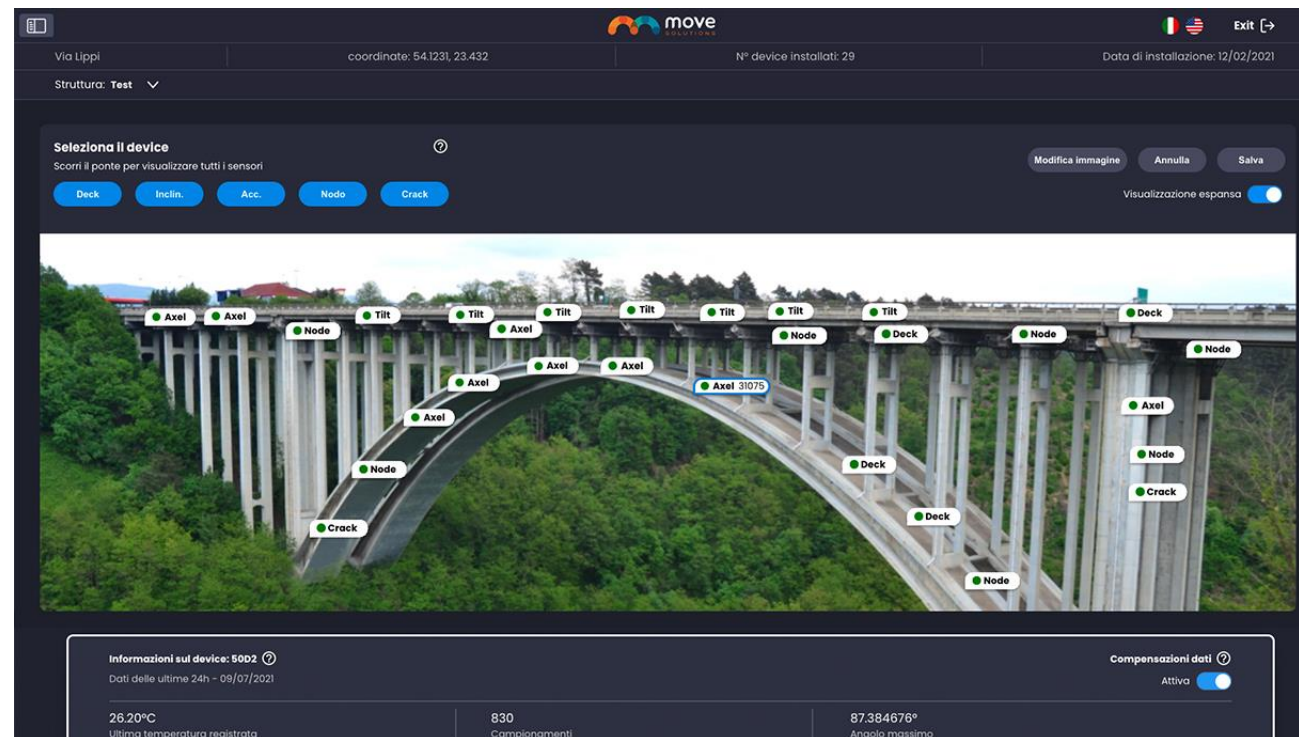 move
SOLUTIONS
Exit
Via Lippi
coordinate: 54.1231, 23.432
N° device installati: 29
Data di installazione: 12/02/2021
Struttura: Test
Seleziona il device
Scorri il ponte per visualizzare tutti i sensori
Modifica immagine
Annulla
Salva
Deck
Inclin.
Acc.
Nodo
Crack
Visualizzazione espansa
Axel
Axel
Tilt
Tilt
Tilt
Tilt
Tilt
Tilt
Tilt
Deck
Node
Axel
Node
Deck
Node
Node
Axel
Axel
Axel
Axel 31075
Axel
Axel
Node
Deck
Node
Crack
Crack
Deck
Node
Informazioni sul device: 50D2
Compensazioni dati
Dati delle ultime 24h - 09/07/2021
Attiva
26.20°C
830
87.384676°
Ultima temperatura registrata
Campionamenti
Angolo massimo